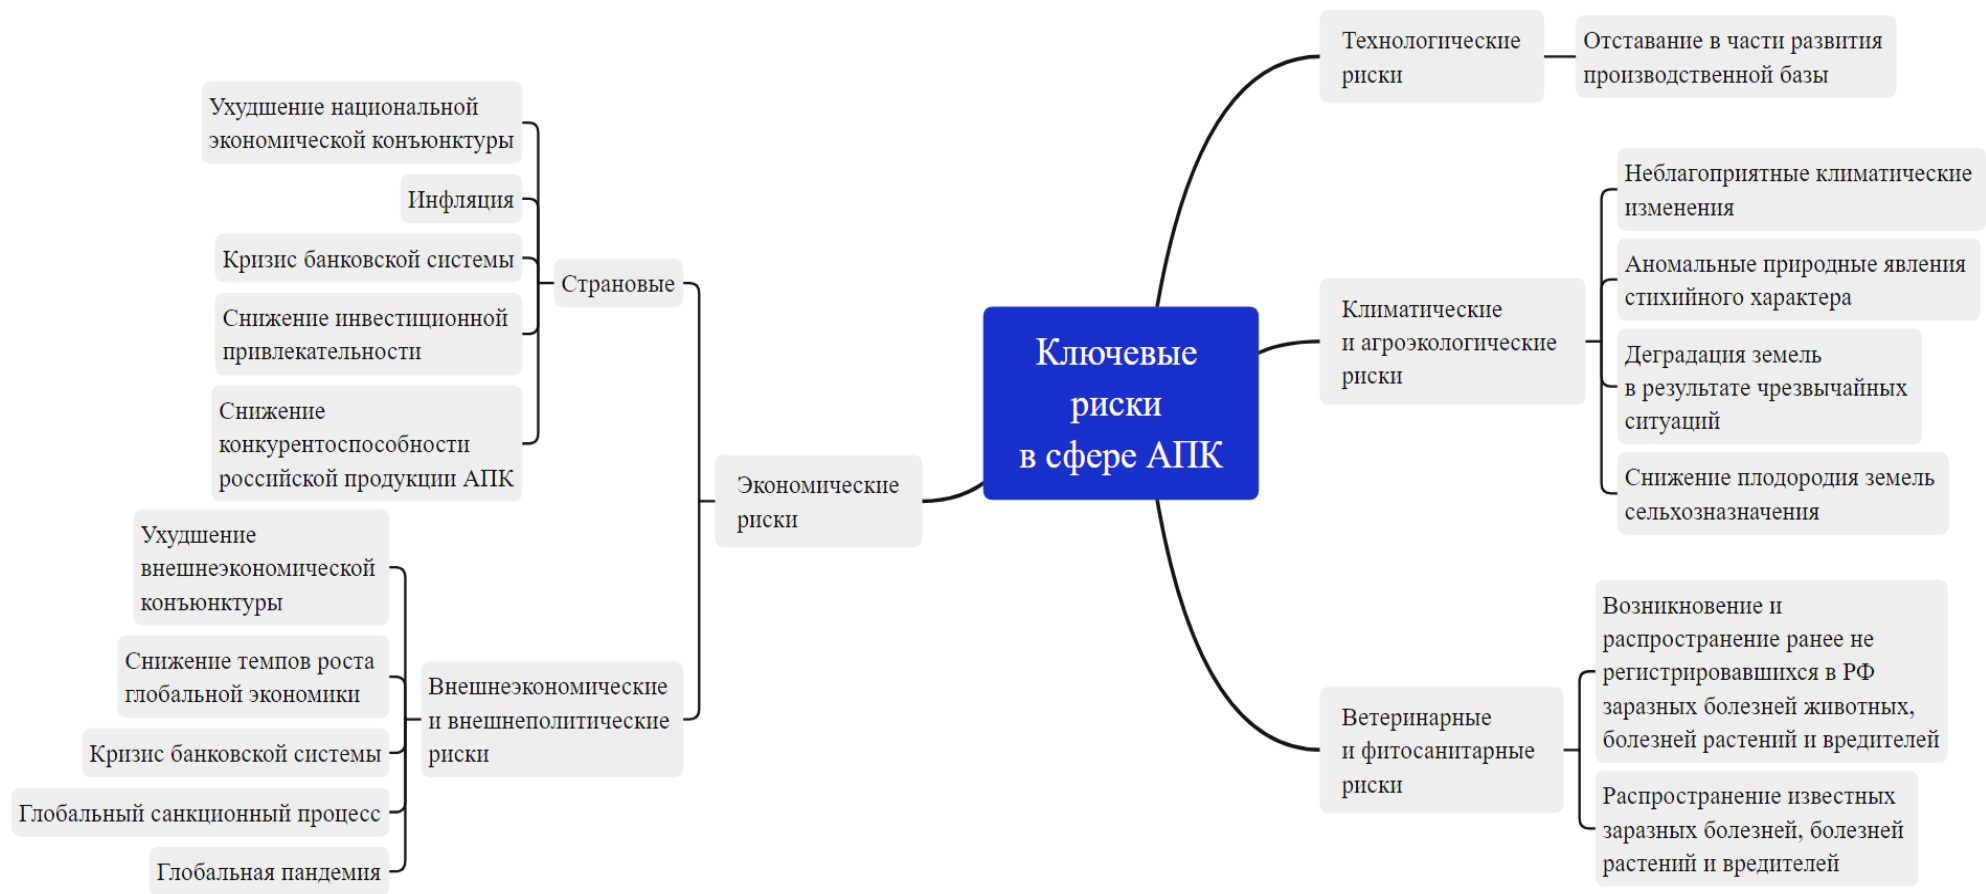 Ключевые
риски
в сфере АПК
Технологические
риски
Отставание в части развития
производственной базы
Климатические
и агроэкологические
риски
Неблагоприятные климатические
изменения
Аномальные природные явления
стихийного характера
Деградация земель
в результате чрезвычайных
ситуаций
Снижение плодородия земель
сельхозназначения
Ветеринарные
и фитосанитарные
риски
Возникновение и
распространение ранее не
регистрировавшихся в РФ
заразных болезней животных,
болезней растений и вредителей
Распространение известных
заразных болезней, болезней
растений и вредителей
Экономические
риски
Страновые
Ухудшение национальной
экономической конъюнктуры
Инфляция
Кризис банковской системы
Снижение инвестиционной
привлекательности
Снижение
конкурентоспособности
российской продукции АПК
Внешнеэкономические
и внешнеполитические
риски
Ухудшение
внешнеэкономической
конъюнктуры
Снижение темпов роста
глобальной экономики
Кризис банковской системы
Глобальный санкционный процесс
Глобальная пандемия